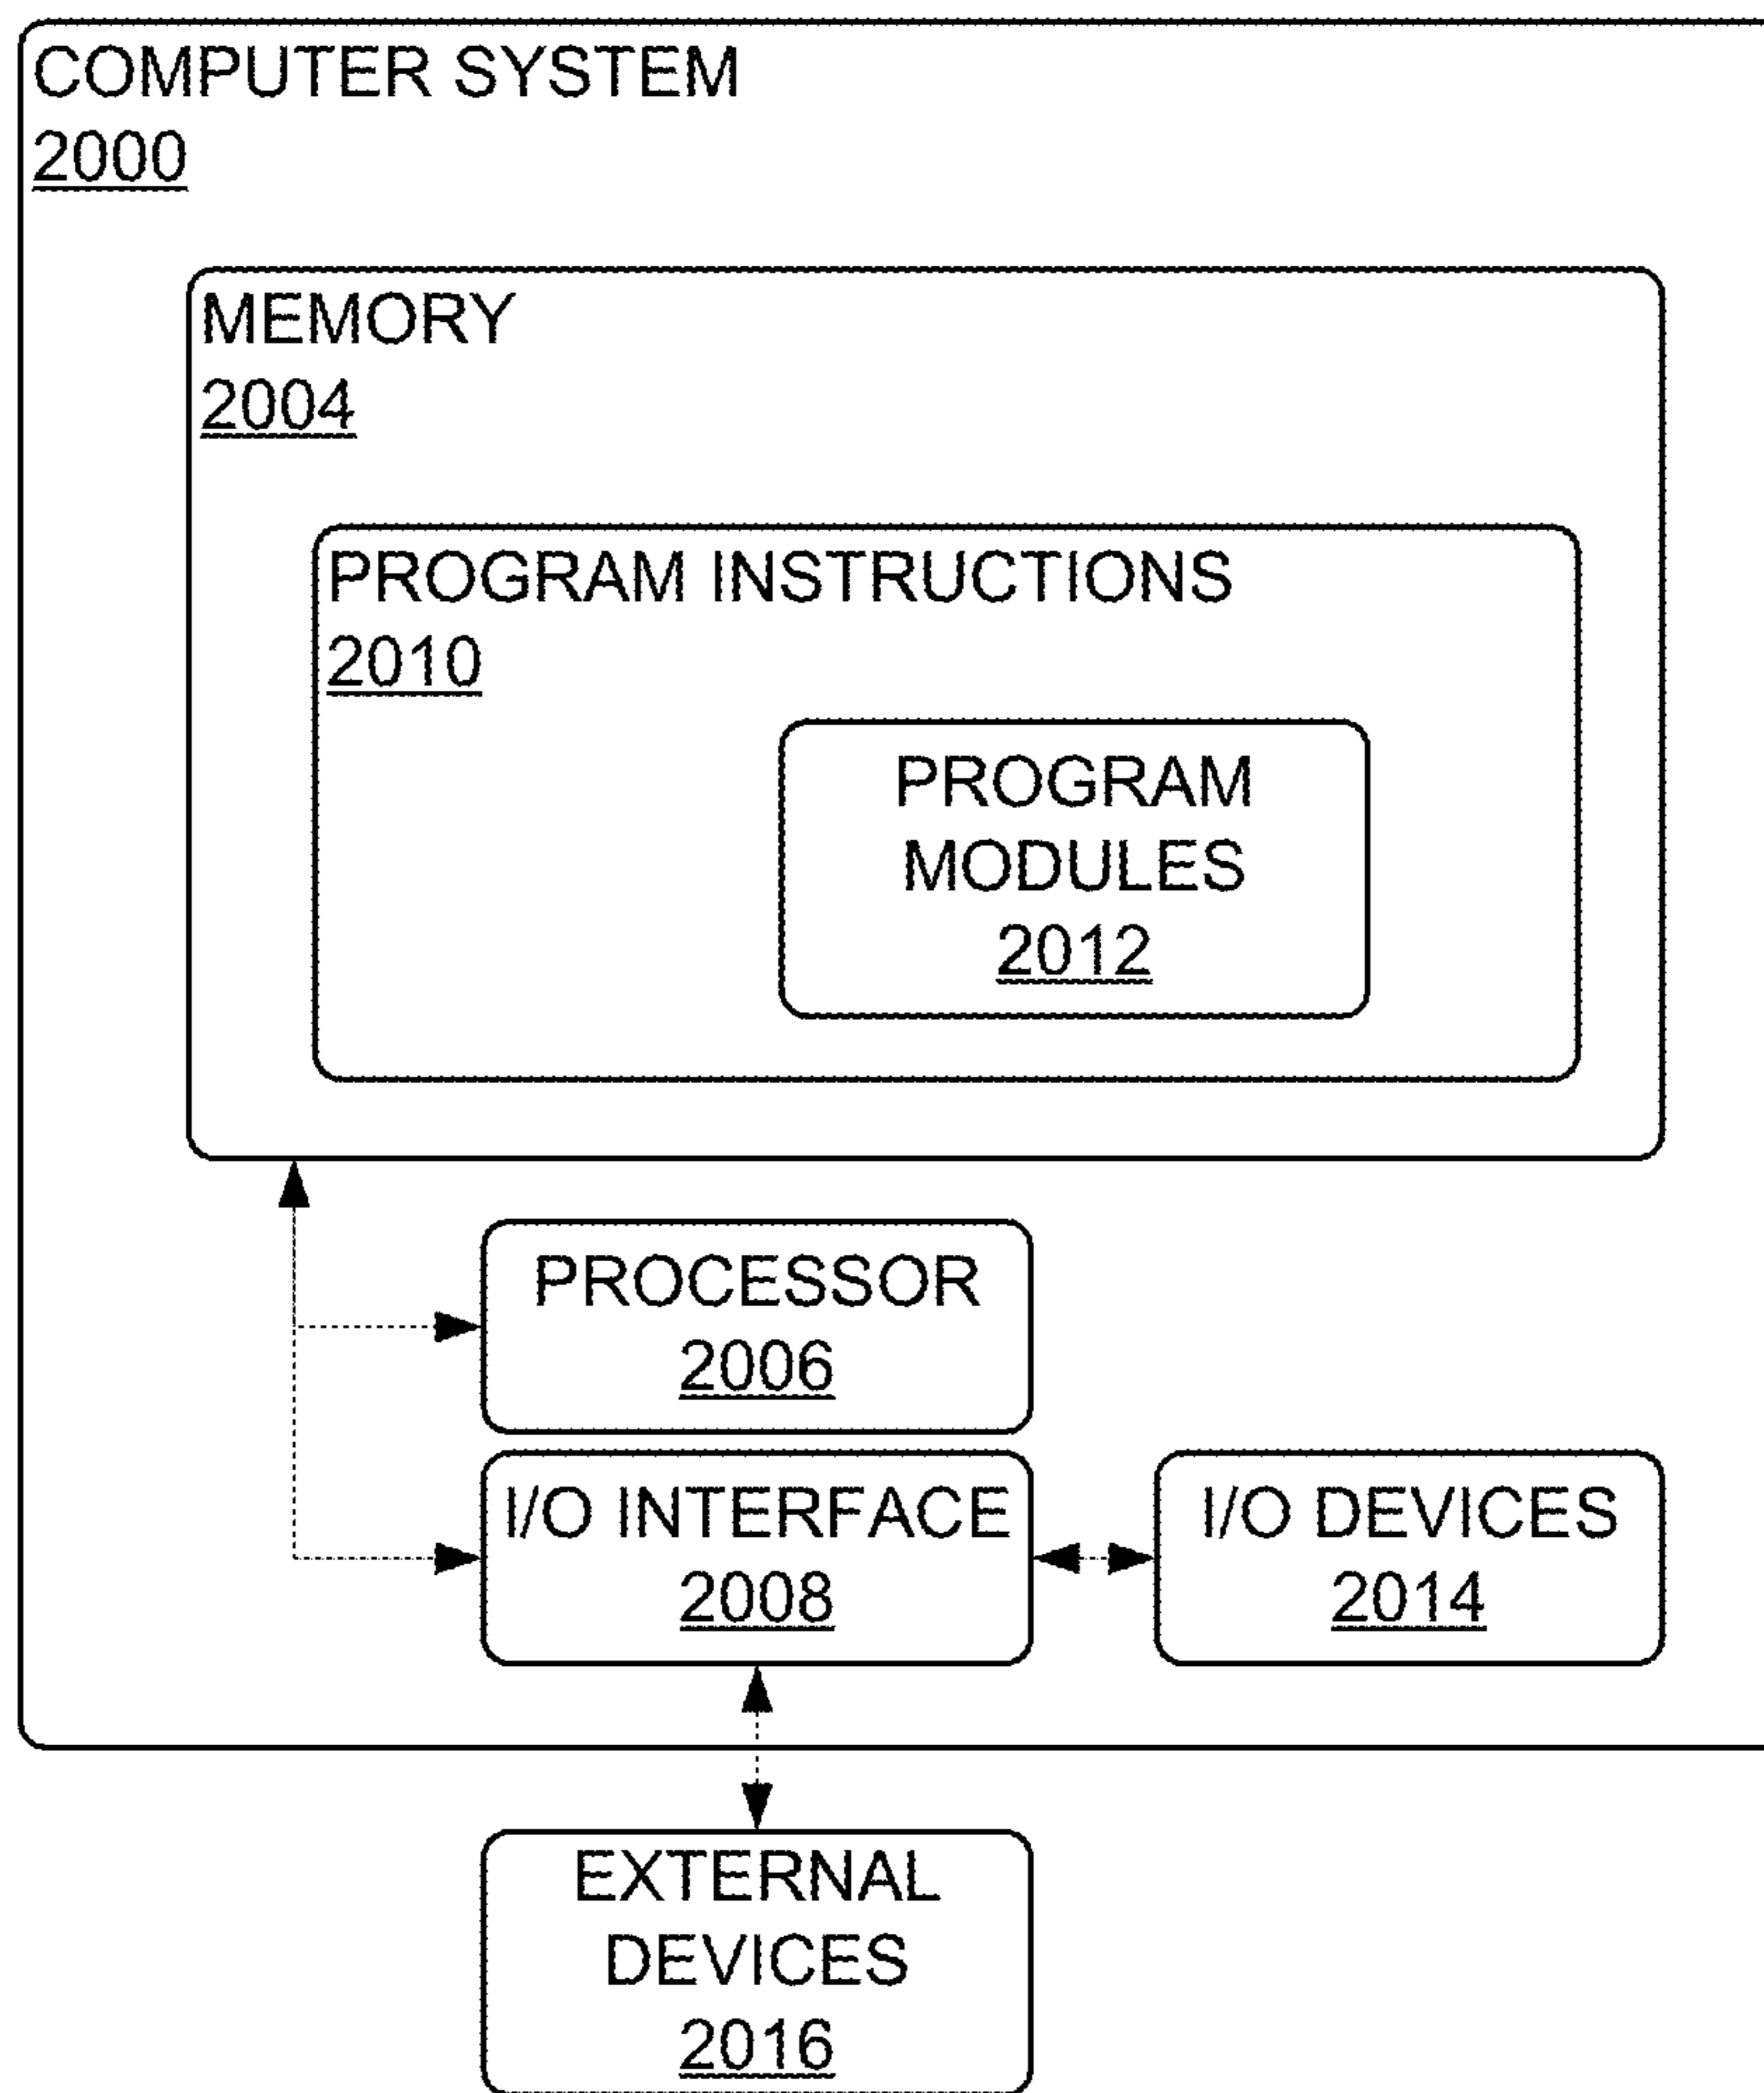 COMPUTER SYSTEM
2000
MEMORY
2004
PROGRAM INSTRUCTIONS
2010
PROGRAM
MODULES
2012
PROCESSOR
2006
I/O INTERFACE
2008
I/O DEVICES
2014
EXTERNAL
DEVICES
2016